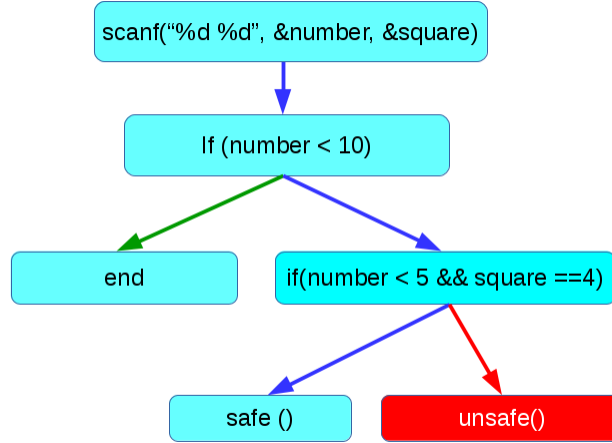 scanf(“%d %d”, &number, &square)
If (number < 10)
end
if(number < 5 && square ==4)
safe ()
unsafe()